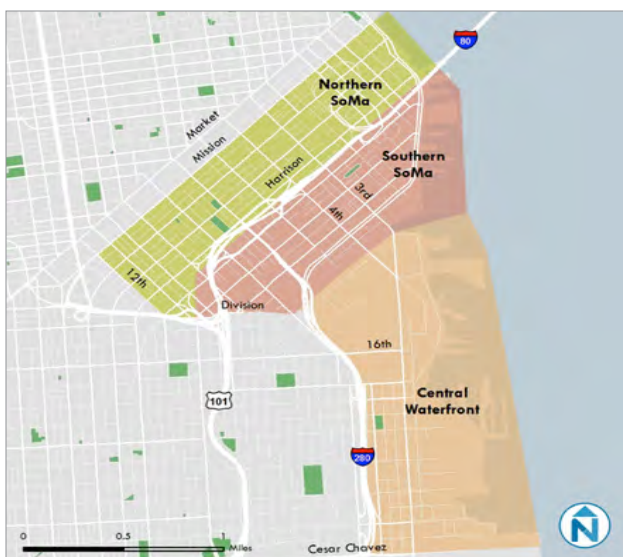 80
Northern
SoMa
Market
Mission
Harrison
Southern
SoMa
3rd
4th
12th
Division
16th
Central
Waterfront
101
280
0 0.5 1
Miles
Cesar Chavez
N